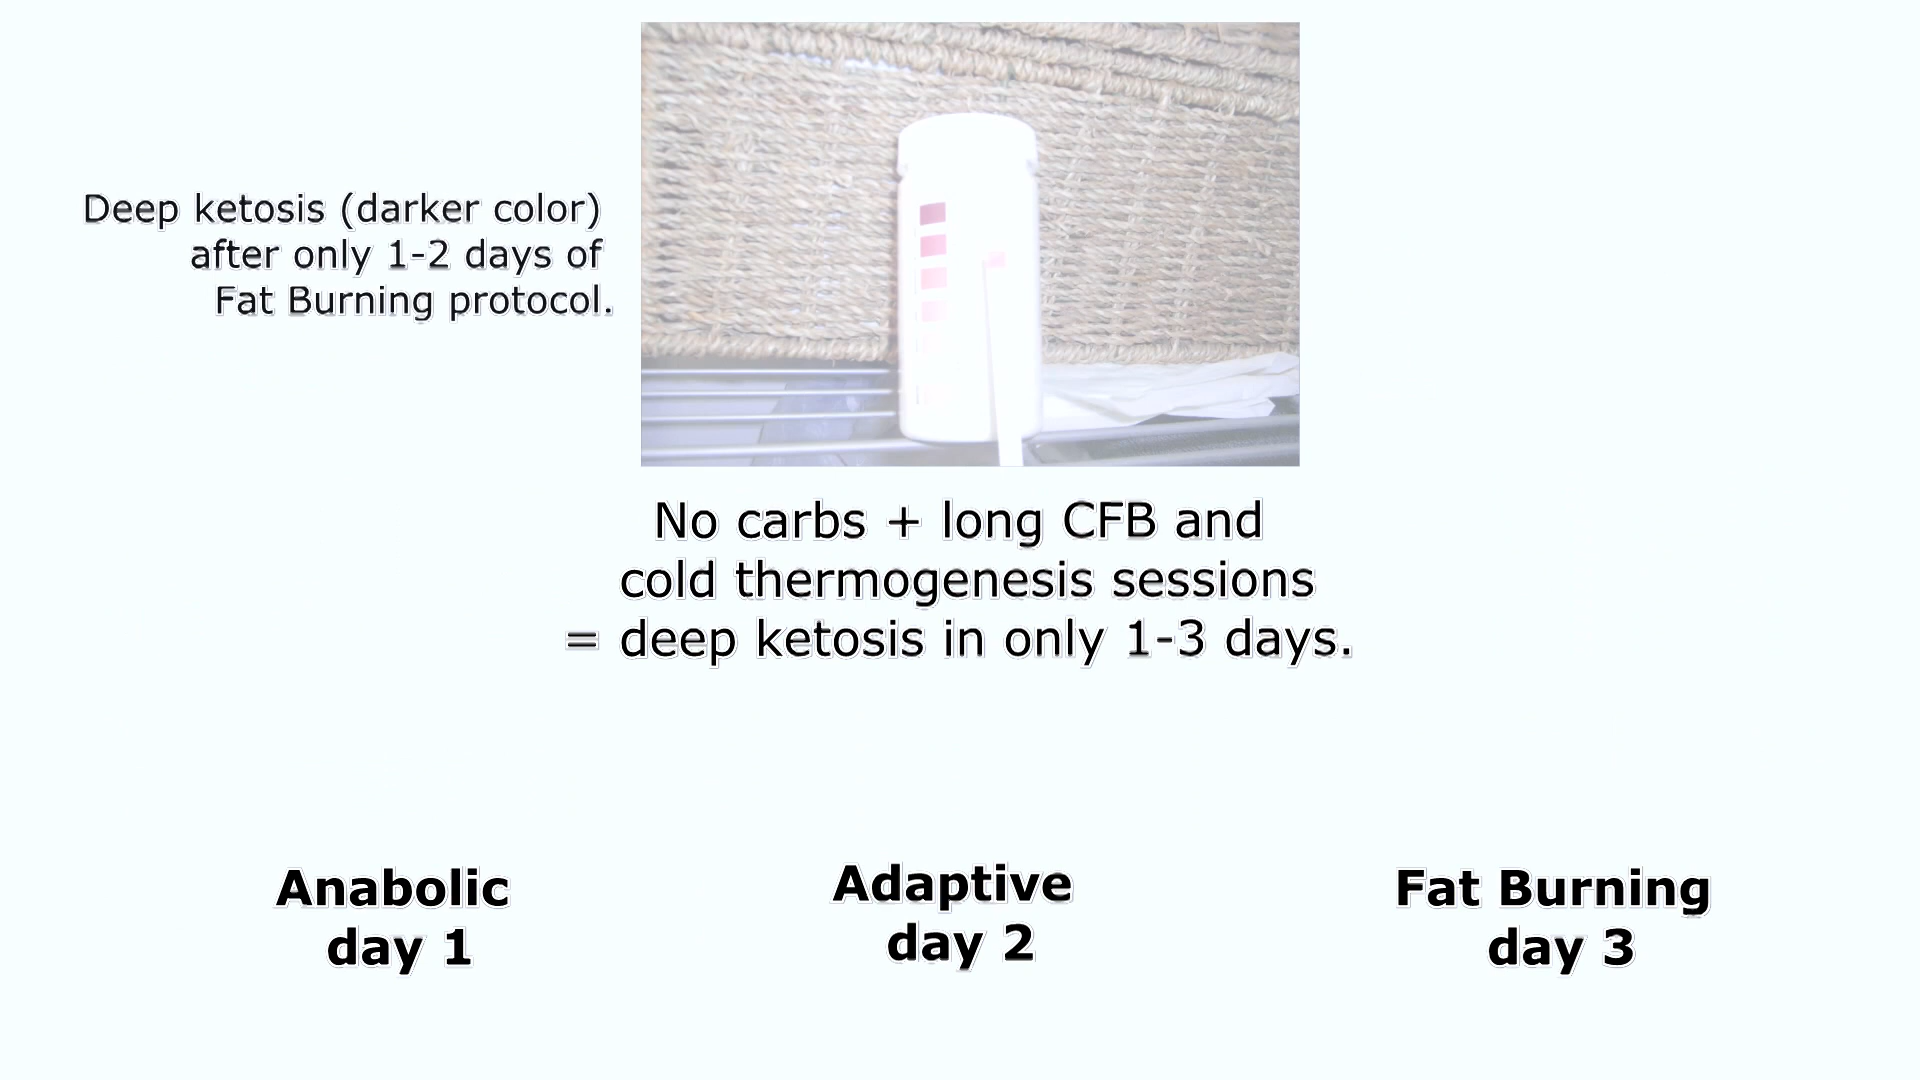 Deep ketosis (darker color)
after only 1-2 days of
Fat Burning protocol.
No carbs + long CFB and
cold thermogenesis sessions
= deep ketosis in only 1-3 days.
Anabolic
day 1
Adaptive
day 2
Fat Burning
day 3